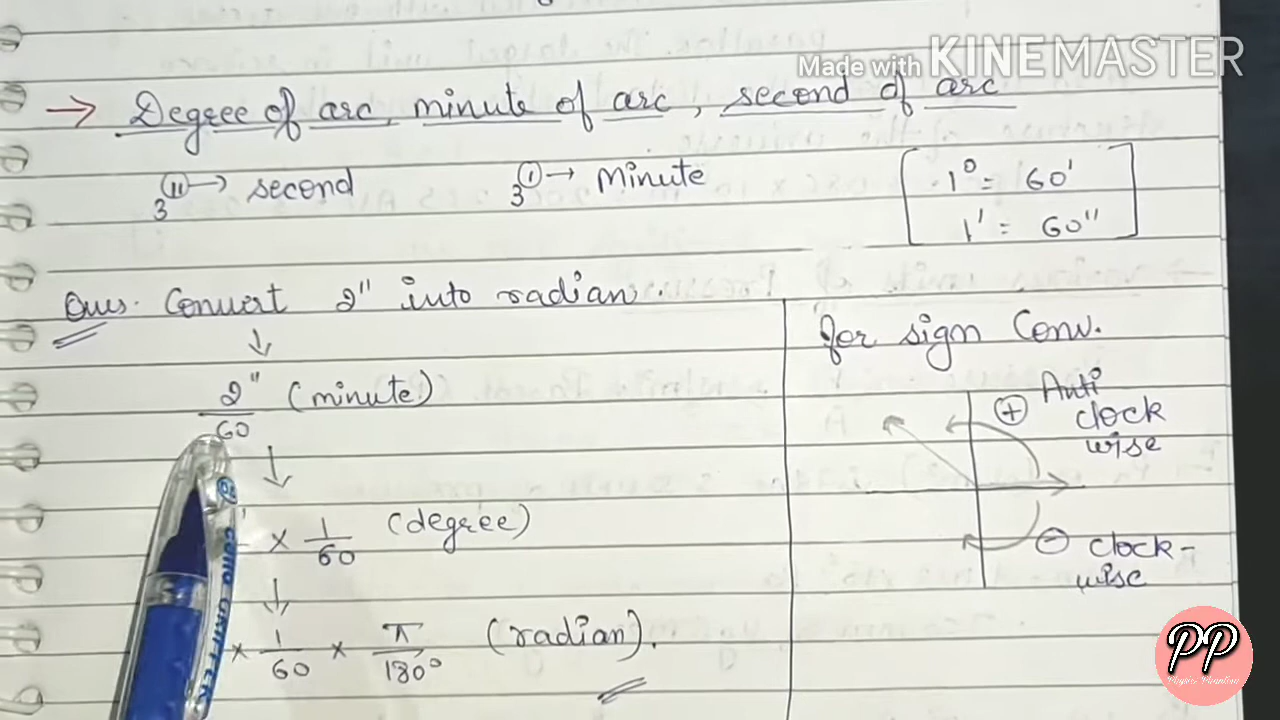 Made with KINEMASTER
→ Degree of arc, minute of arc, second of arc
3'' → second 3' → Minute
1° = 60'
1' = 60''
Ques. Convert 2'' into radian
↓
2''/60 (minute)
↓
× 1/60 (degree)
↓
× 1/60 × π/180° (radian).
for sign Conv.
+ Anti
clock
wise
− clock-
wise
PP